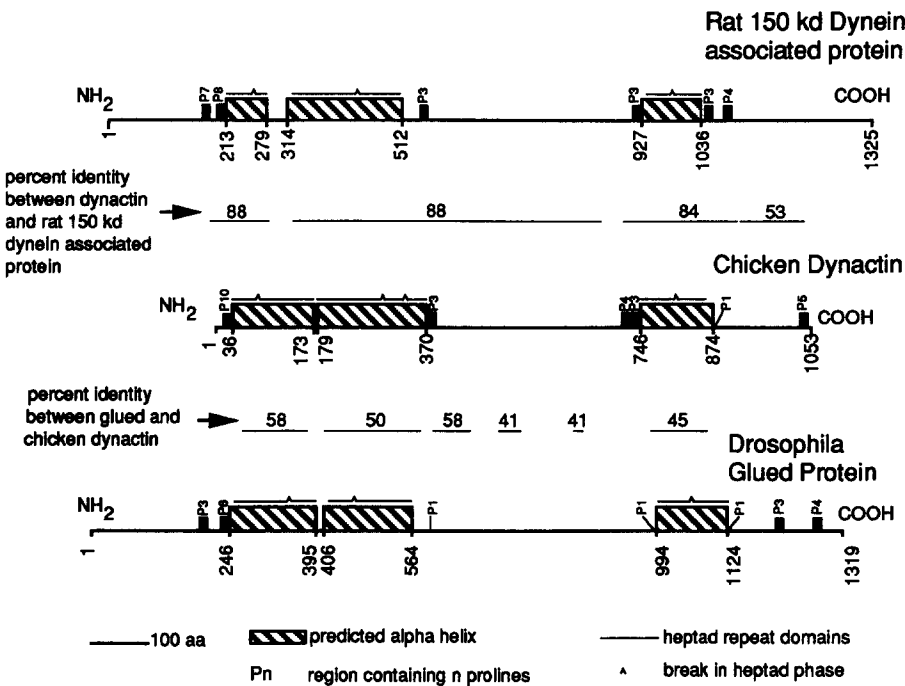 Rat 150 kd Dynein
associated protein
NH2
P7
P8
P3
P3
P3
P4
COOH
1
213
279
314
512
927
1036
1325
percent identity
between dynactin
and rat 150 kd
dynein associated
protein
88
88
84
53
Chicken Dynactin
NH2
P10
P3
P4
P3
P1
P5
COOH
1
36
173
179
370
746
874
1053
percent identity
between glued and
chicken dynactin
58
50
58
41
41
45
Drosophila
Glued Protein
NH2
P3
P6
P1
P1
P1
P3
P4
COOH
1
246
395
406
564
994
1124
1319
100 aa
predicted alpha helix
heptad repeat domains
Pn region containing n prolines
break in heptad phase